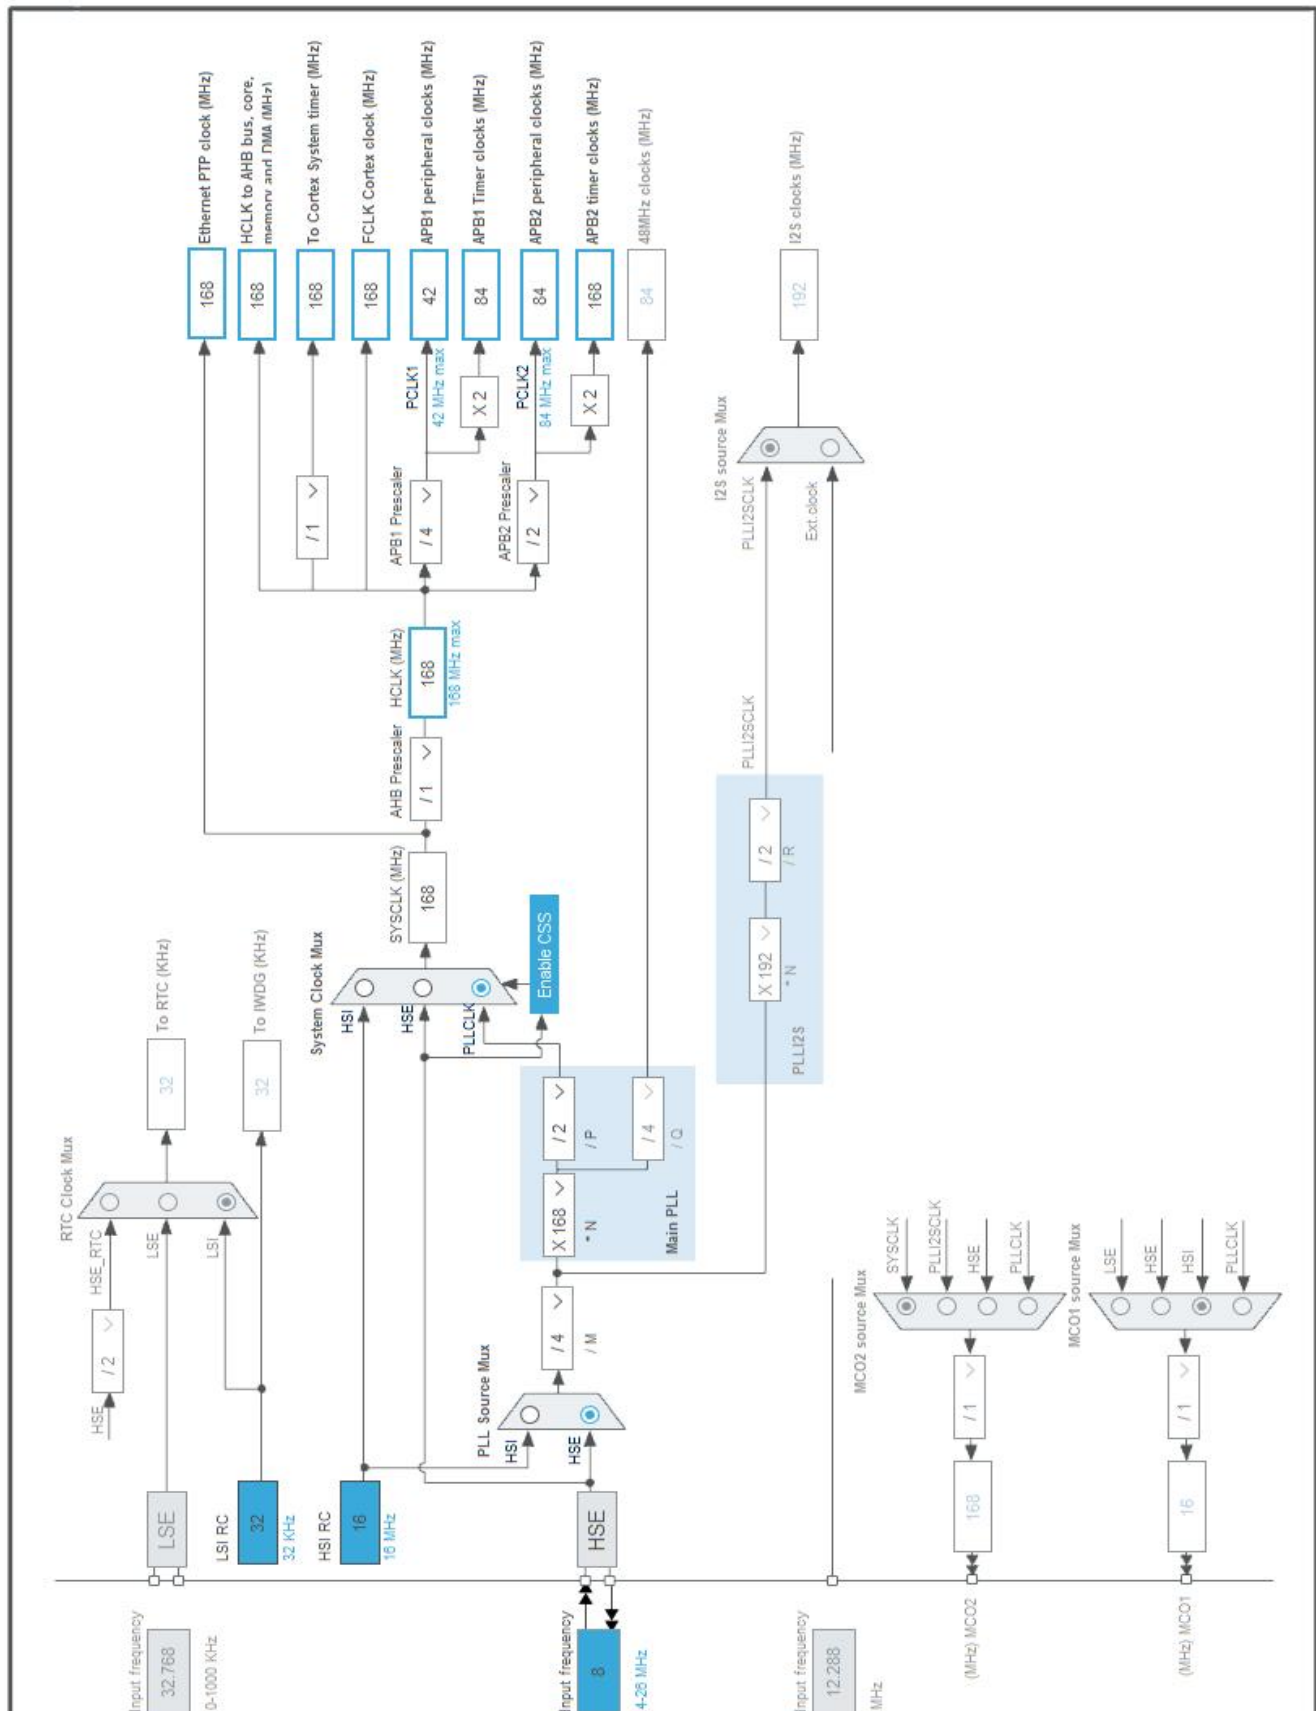 Input frequency
32.768
0-1000 KHz
LSE
HSE
/ 2
HSE_RTC
LSE
LSI
RTC Clock Mux
32
To RTC (KHz)
LSI RC
32
32 KHz
32
To IWDG (KHz)
HSI RC
16
16 MHz
Input frequency
8
4-26 MHz
HSE
PLL Source Mux
HSI
HSE
/ 4
/ M
X 168
* N
/ 2
/ P
/ 4
/ Q
Main PLL
System Clock Mux
HSI
HSE
PLLCLK
Enable CSS
SYSCLK (MHz)
168
AHB Prescaler
/ 1
HCLK (MHz)
168
168 MHz max
168
Ethernet PTP clock (MHz)
168
HCLK to AHB bus, core,
memory and DMA (MHz)
/ 1
168
To Cortex System timer (MHz)
168
FCLK Cortex clock (MHz)
APB1 Prescaler
/ 4
PCLK1
42 MHz max
42
APB1 peripheral clocks (MHz)
X 2
84
APB1 Timer clocks (MHz)
APB2 Prescaler
/ 2
PCLK2
84 MHz max
84
APB2 peripheral clocks (MHz)
X 2
168
APB2 timer clocks (MHz)
84
48MHz clocks (MHz)
X 192
* N
/ 2
/ R
PLLI2S
PLLI2SCLK
PLLI2SCLK
I2S source Mux
Ext.clock
192
I2S clocks (MHz)
Input frequency
12.288
MHz
(MHz) MCO2
168
/ 1
MCO2 source Mux
SYSCLK
PLLI2SCLK
HSE
PLLCLK
(MHz) MCO1
16
/ 1
MCO1 source Mux
LSE
HSE
HSI
PLLCLK